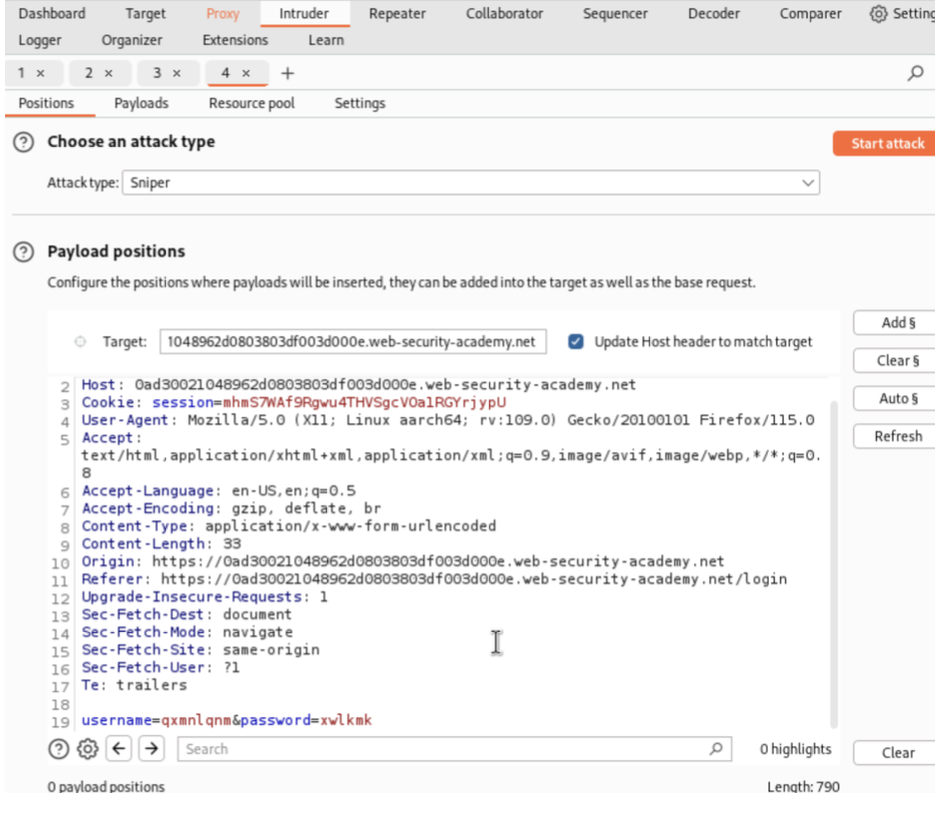 Dashboard Target Proxy Intruder Repeater Collaborator Sequencer Decoder Comparer Setting
Logger Organizer Extensions Learn
1 × 2 × 3 × 4 × +
Positions Payloads Resource pool Settings
? Choose an attack type
Start attack
Attack type: Sniper
? Payload positions
Configure the positions where payloads will be inserted, they can be added into the target as well as the base request.
Add §
Target: 1048962d0803803df003d000e.web-security-academy.net Update Host header to match target
Clear §
2 Host: 0ad30021048962d0803803df003d000e.web-security-academy.net
3 Cookie: session=mhmS7WAf9Rgwu4THVSgcVOalRGYrjypU
Auto §
4 User-Agent: Mozilla/5.0 (X11; Linux aarch64; rv:109.0) Gecko/20100101 Firefox/115.0
5 Accept:
Refresh
text/html,application/xhtml+xml,application/xml;q=0.9,image/avif,image/webp,*/*;q=0.
8
6 Accept-Language: en-US,en;q=0.5
7 Accept-Encoding: gzip, deflate, br
8 Content-Type: application/x-www-form-urlencoded
9 Content-Length: 33
10 Origin: https://0ad30021048962d0803803df003d000e.web-security-academy.net
11 Referer: https://0ad30021048962d0803803df003d000e.web-security-academy.net/login
12 Upgrade-Insecure-Requests: 1
13 Sec-Fetch-Dest: document
14 Sec-Fetch-Mode: navigate
15 Sec-Fetch-Site: same-origin
16 Sec-Fetch-User: ?1
17 Te: trailers
18
19 username=qxmnlqnm&password=xwlkmk
? Search 0 highlights Clear
0 payload positions Length: 790